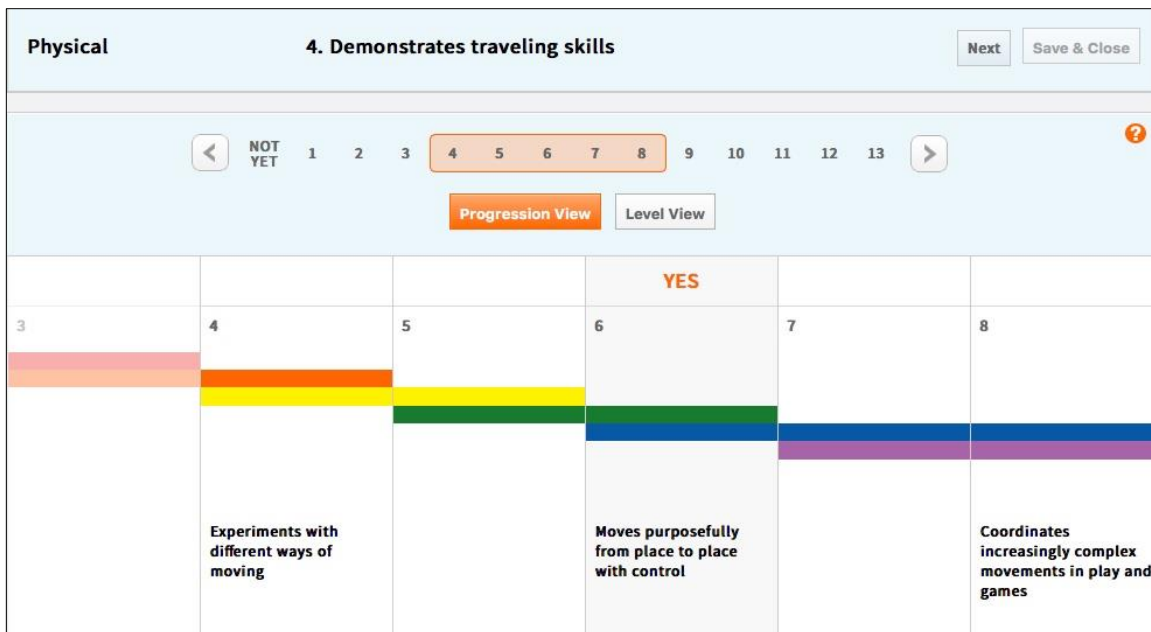 Physical
4. Demonstrates traveling skills
Next
Save & Close
?
NOT
YET
1 2 3 4 5 6 7 8 9 10 11 12 13
Progression View
Level View
YES
3 4 5 6 7 8
Experiments with
different ways of
moving
Moves purposefully
from place to place
with control
Coordinates
increasingly complex
movements in play and
games